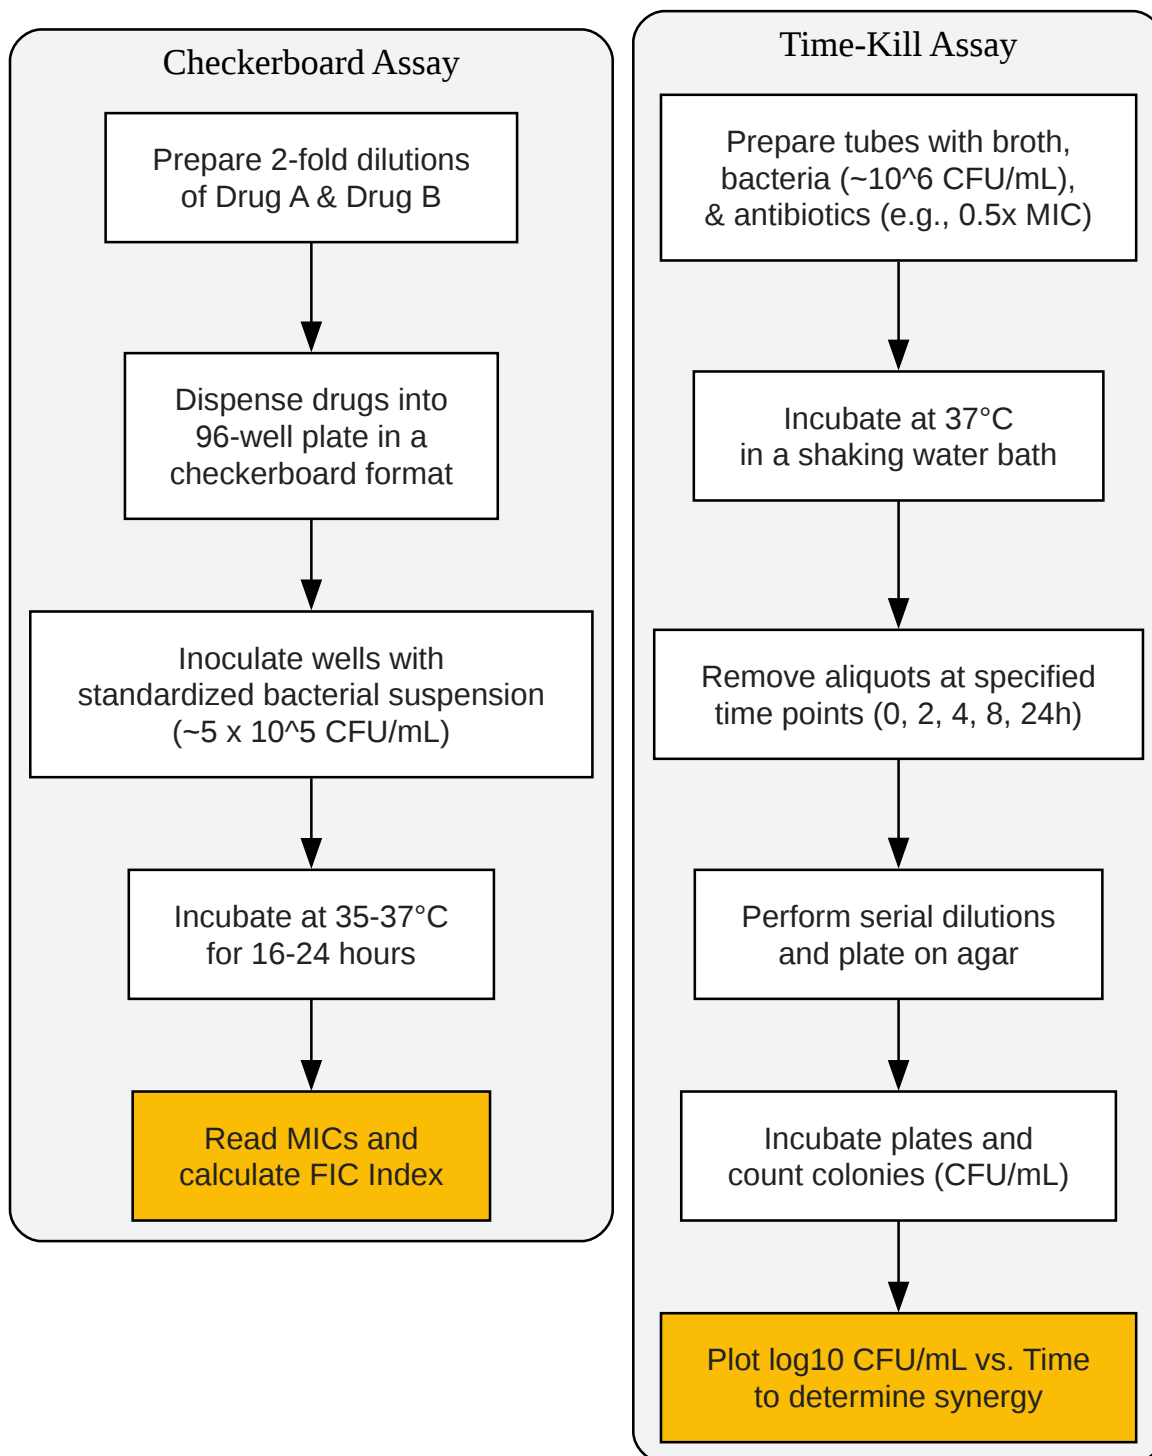 Checkerboard Assay
Prepare 2-fold dilutions
of Drug A & Drug B
Dispense drugs into
96-well plate in a
checkerboard format
Inoculate wells with
standardized bacterial suspension
(~5 x 10^5 CFU/mL)
Incubate at 35-37°C
for 16-24 hours
Read MICs and
calculate FIC Index
Time-Kill Assay
Prepare tubes with broth,
bacteria (~10^6 CFU/mL),
& antibiotics (e.g., 0.5x MIC)
Incubate at 37°C
in a shaking water bath
Remove aliquots at specified
time points (0, 2, 4, 8, 24h)
Perform serial dilutions
and plate on agar
Incubate plates and
count colonies (CFU/mL)
Plot log10 CFU/mL vs. Time
to determine synergy